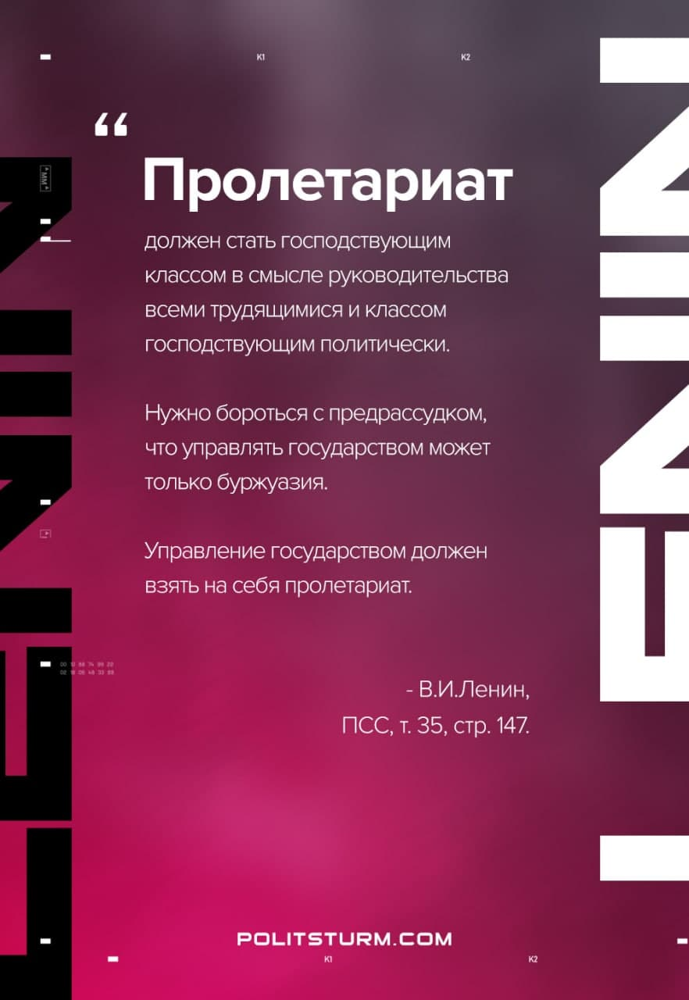 K1 K2
“
Пролетариат
должен стать господствующим
классом в смысле руководительства
всеми трудящимися и классом
господствующим политически.
Нужно бороться с предрассудком,
что управлять государством может
только буржуазия.
Управление государством должен
взять на себя пролетариат.
- В.И.Ленин,
ПСС, т. 35, стр. 147.
LENIN
LENIN
MM
POLITSTURM.COM
K1 K2